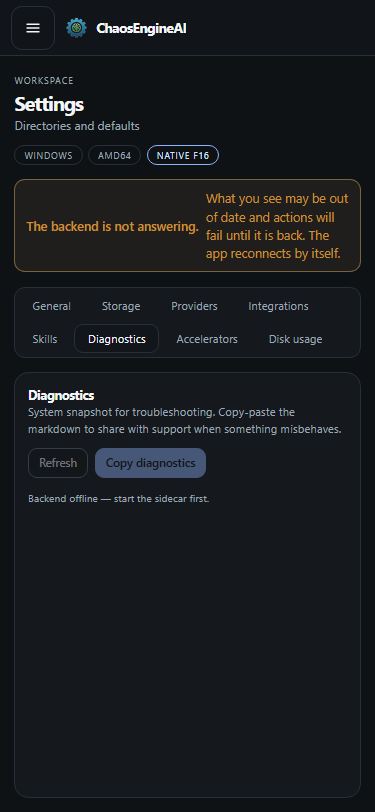 ChaosEngineAI
WORKSPACE
Settings
Directories and defaults
WINDOWS
AMD64
NATIVE F16
The backend is not answering.
What you see may be out
of date and actions will
fail until it is back. The
app reconnects by itself.
General
Storage
Providers
Integrations
Skills
Diagnostics
Accelerators
Disk usage
Diagnostics
System snapshot for troubleshooting. Copy-paste the
markdown to share with support when something misbehaves.
Refresh
Copy diagnostics
Backend offline — start the sidecar first.